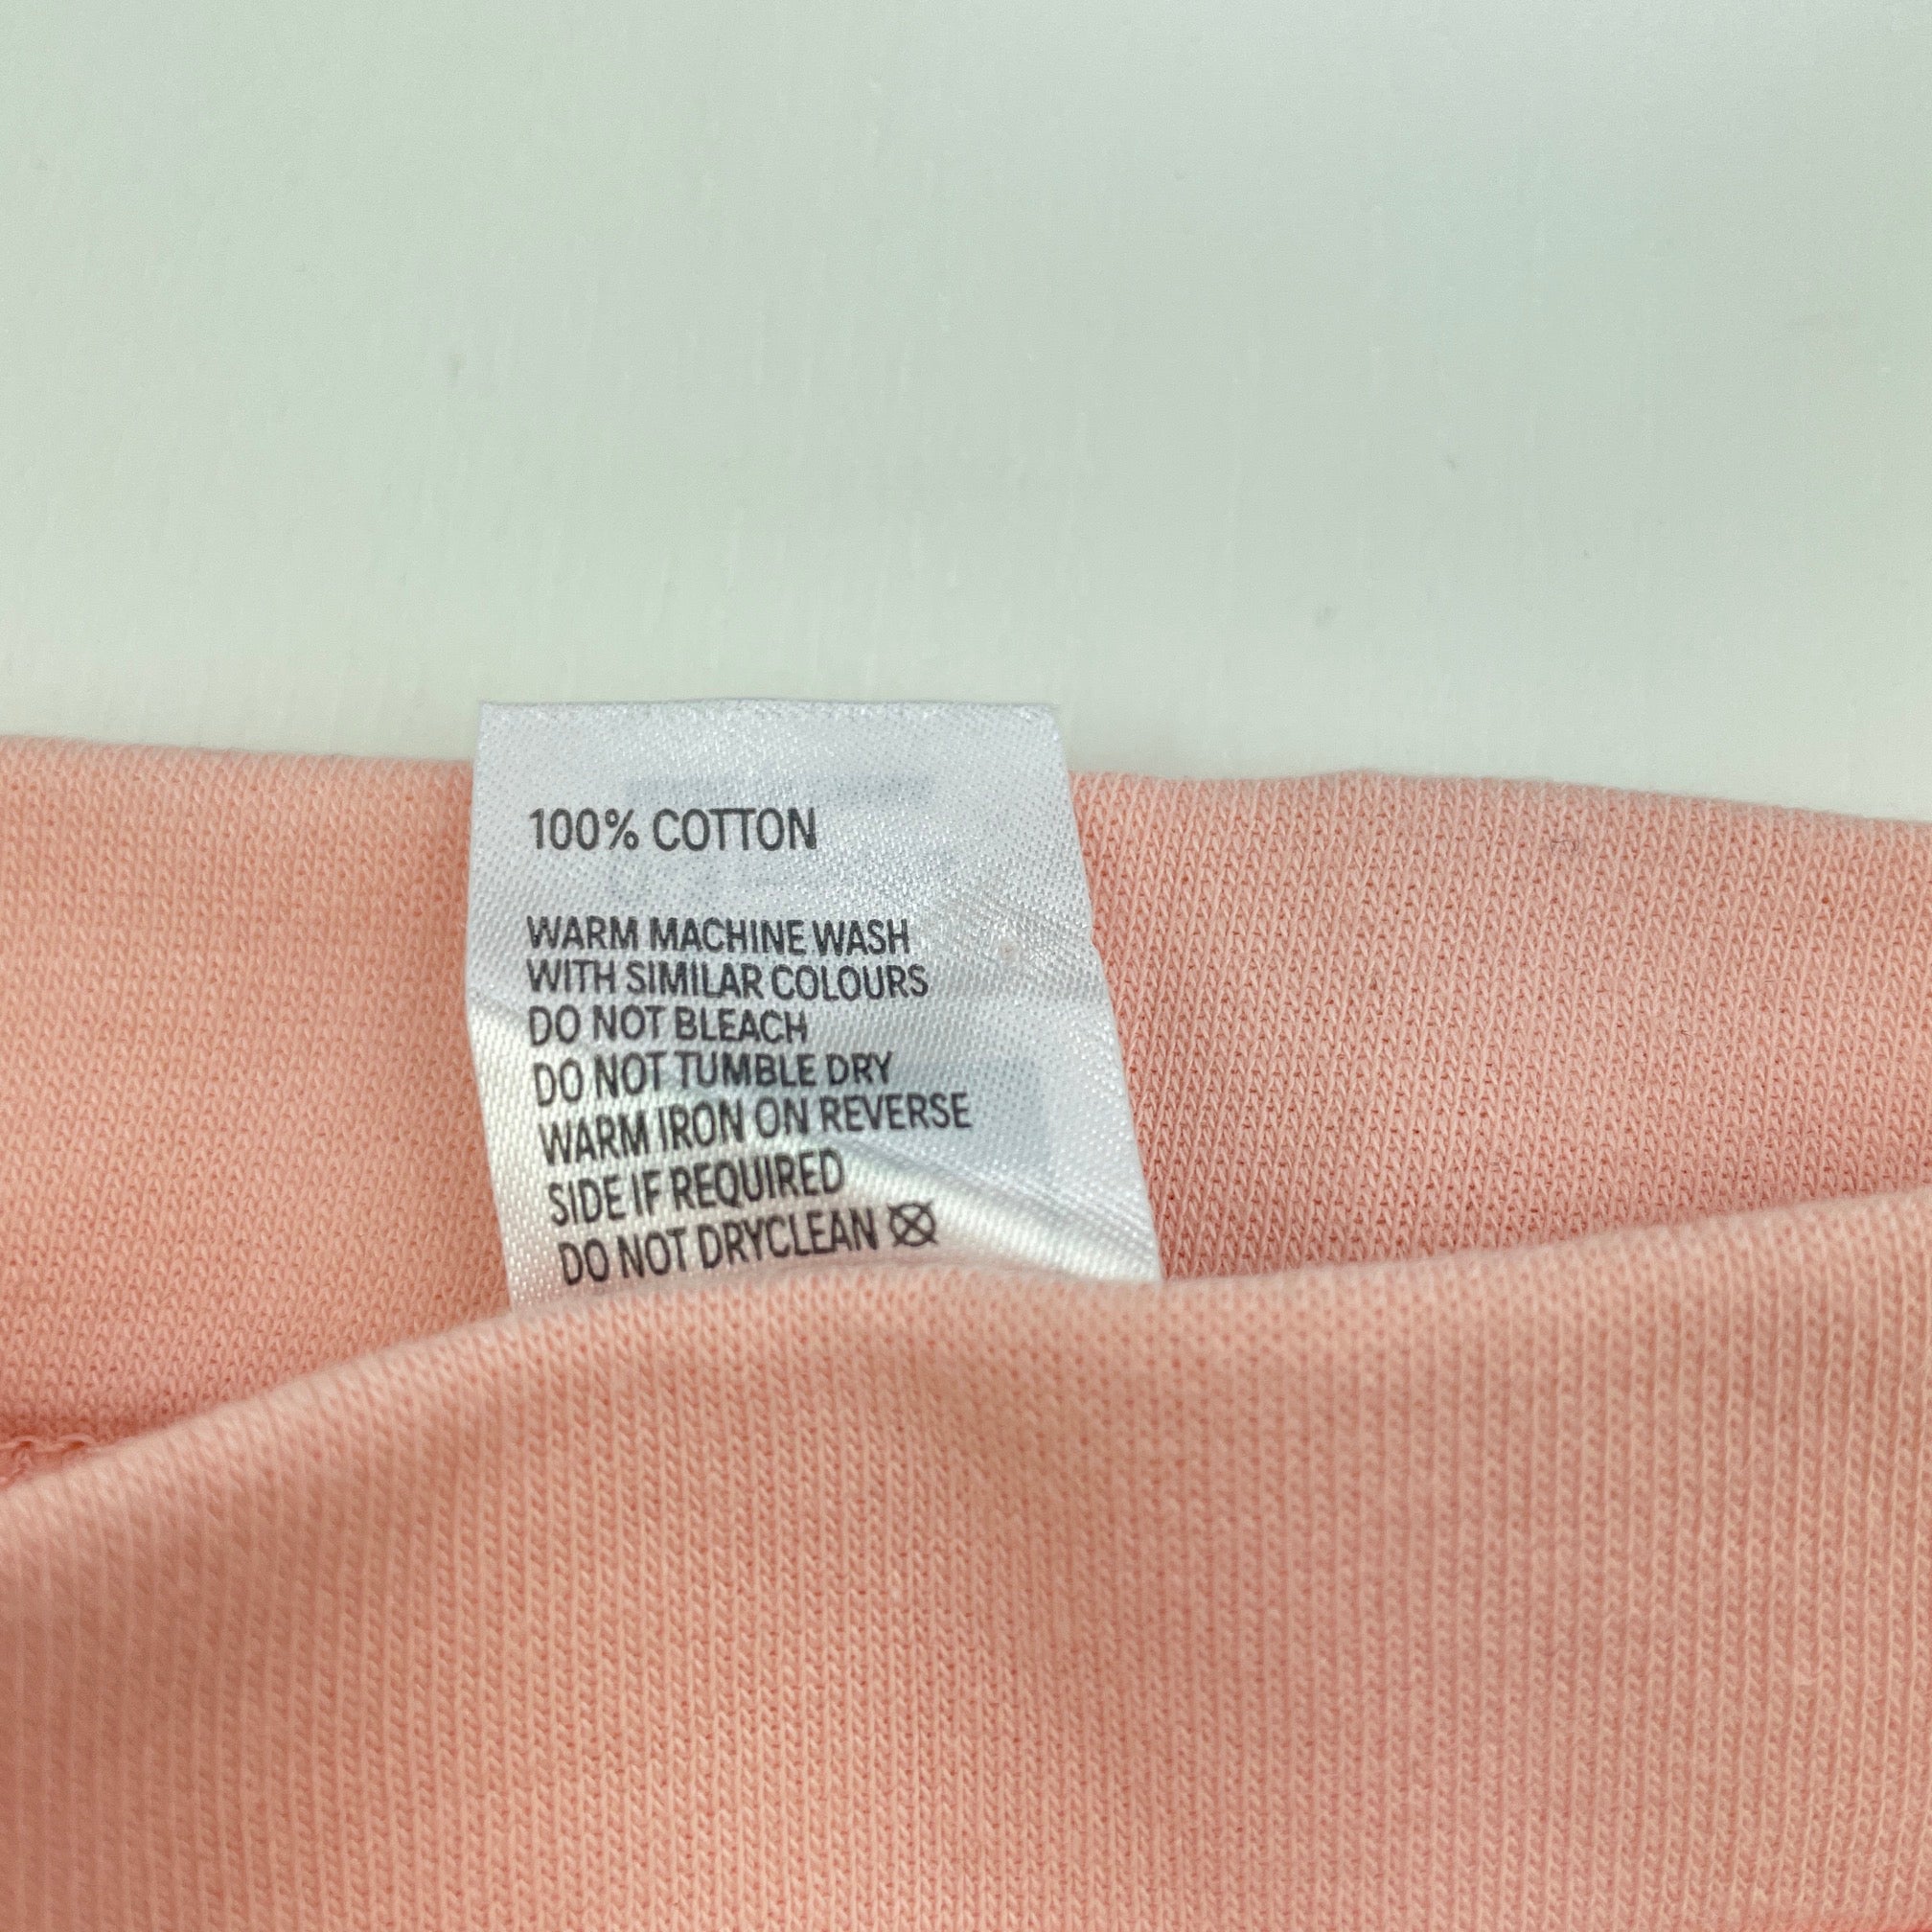 100% COTTON
WARM MACHINE WASH
WITH SIMILAR COLOURS
DO NOT BLEACH
DO NOT TUMBLE DRY
WARM IRON ON REVERSE
SIDE IF REQUIRED
DO NOT DRYCLEAN